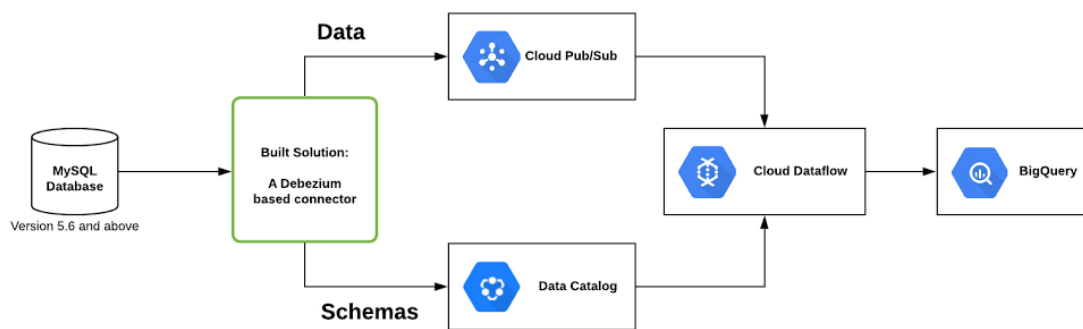 Data
Cloud Pub/Sub
Built Solution:
A Debezium
based connector
MySQL
Database
Version 5.6 and above
Cloud Dataflow
BigQuery
Data Catalog
Schemas